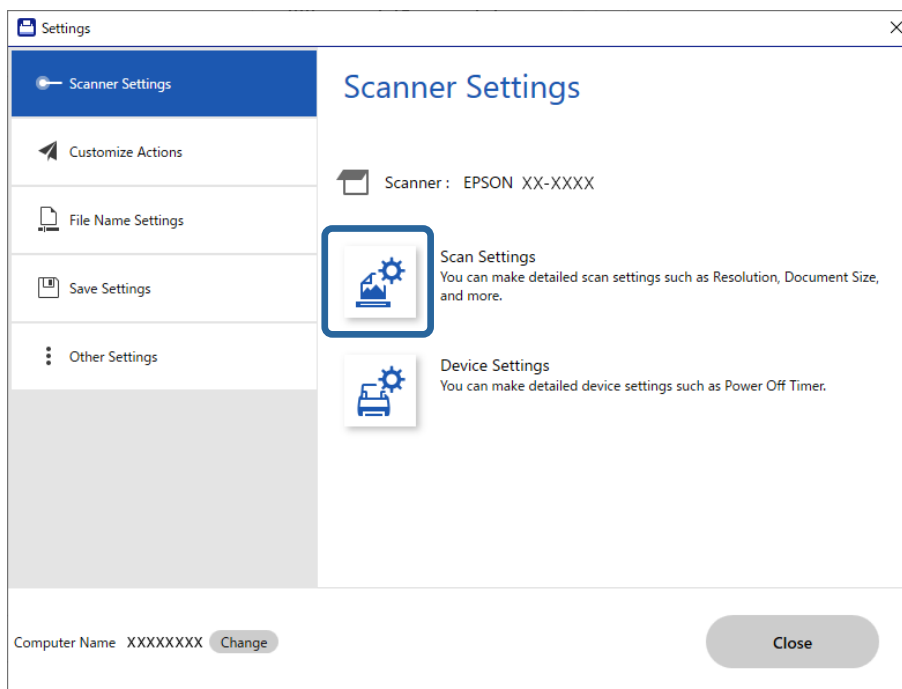 Settings
Scanner Settings
Customize Actions
File Name Settings
Save Settings
Other Settings
Scanner Settings
Scanner : EPSON XX-XXXX
Scan Settings
You can make detailed scan settings such as Resolution, Document Size,
and more.
Device Settings
You can make detailed device settings such as Power Off Timer.
Computer Name XXXXXXXX Change
Close